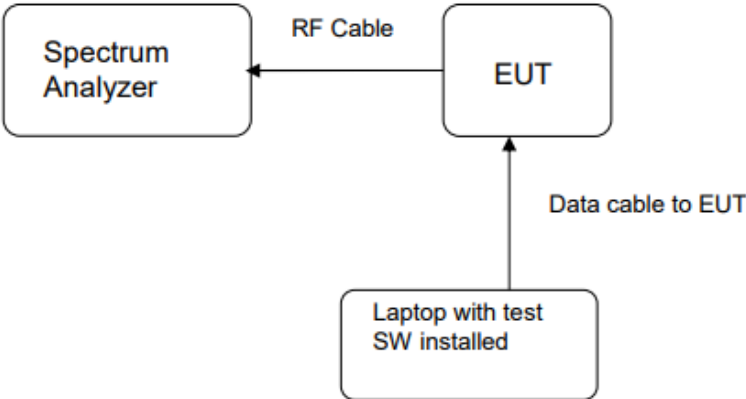 RF Cable
Spectrum
Analyzer
EUT
Data cable to EUT
Laptop with test
SW installed